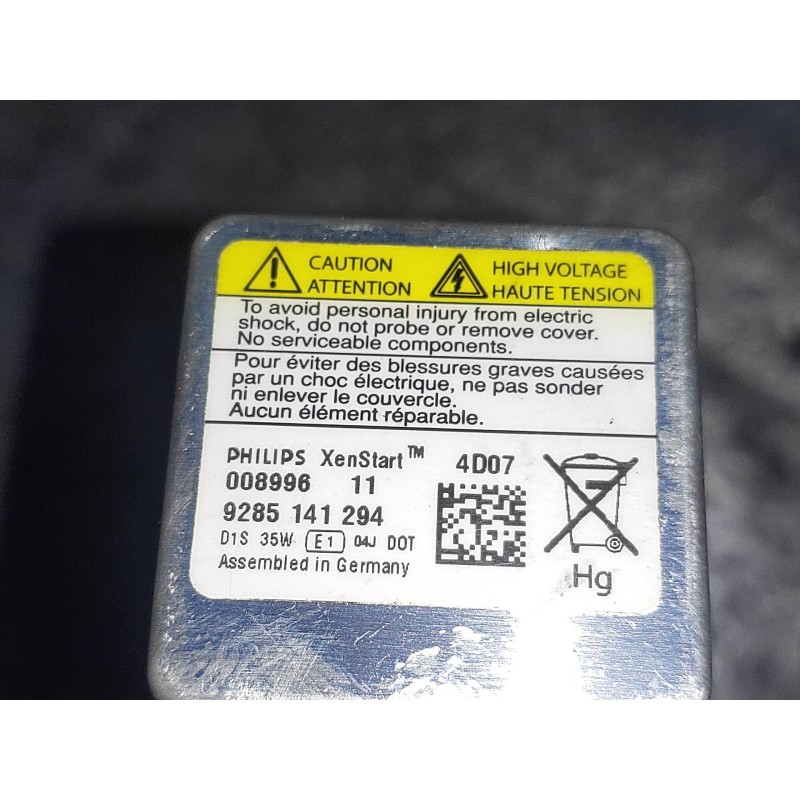 CAUTION
ATTENTION
HIGH VOLTAGE
HAUTE TENSION
To avoid personal injury from electric
shock, do not probe or remove cover.
No serviceable components.
Pour éviter des blessures graves causées
par un choc électrique, ne pas sonder
ni enlever le couvercle.
Aucun élément réparable.
PHILIPS XenStart™ 4D07
008996 11
9285 141 294
D1S 35W E1 04J DOT
Assembled in Germany
Hg